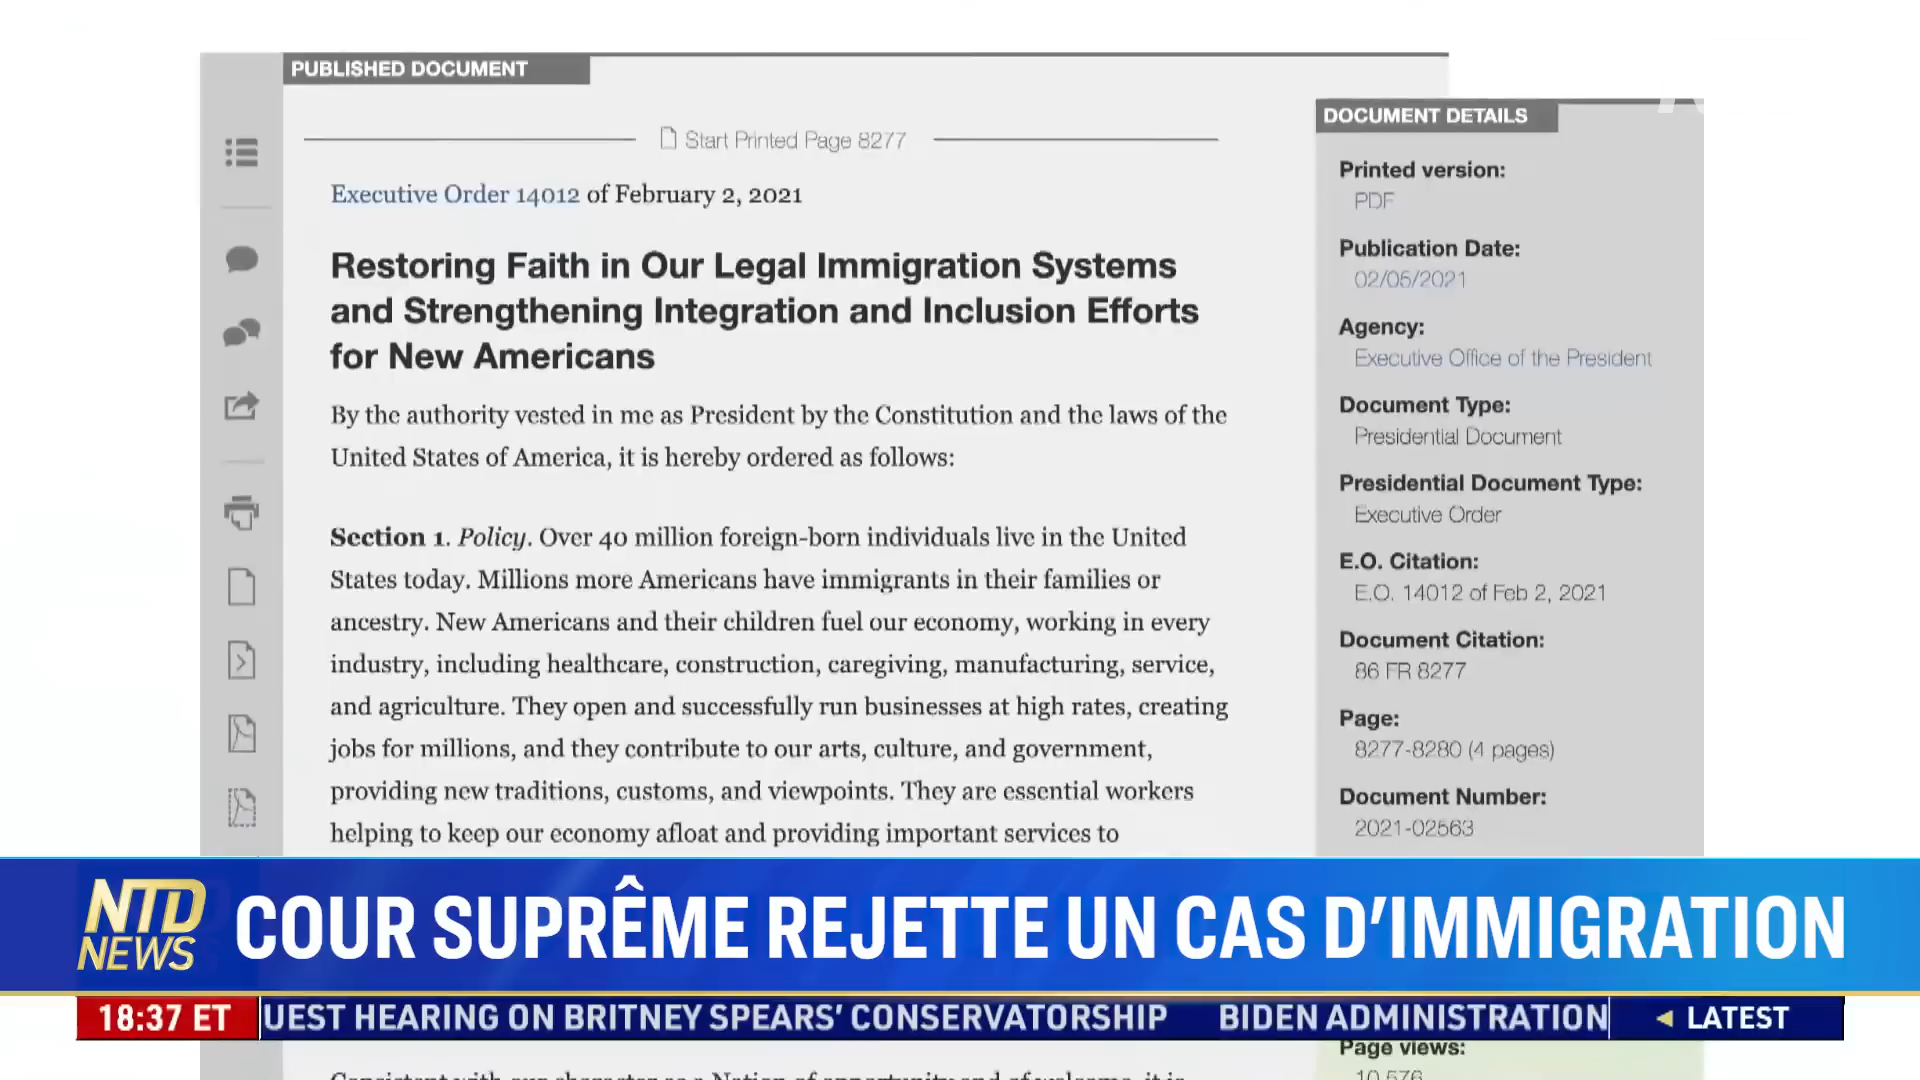 PUBLISHED DOCUMENT
Start Printed Page 8277
Executive Order 14012 of February 2, 2021
Restoring Faith in Our Legal Immigration Systems
and Strengthening Integration and Inclusion Efforts
for New Americans
By the authority vested in me as President by the Constitution and the laws of the
United States of America, it is hereby ordered as follows:
Section 1. Policy. Over 40 million foreign-born individuals live in the United
States today. Millions more Americans have immigrants in their families or
ancestry. New Americans and their children fuel our economy, working in every
industry, including healthcare, construction, caregiving, manufacturing, service,
and agriculture. They open and successfully run businesses at high rates, creating
jobs for millions, and they contribute to our arts, culture, and government,
providing new traditions, customs, and viewpoints. They are essential workers
helping to keep our economy afloat and providing important services to
DOCUMENT DETAILS
Printed version:
PDF
Publication Date:
02/05/2021
Agency:
Executive Office of the President
Document Type:
Presidential Document
Presidential Document Type:
Executive Order
E.O. Citation:
E.O. 14012 of Feb 2, 2021
Document Citation:
86 FR 8277
Page:
8277-8280 (4 pages)
Document Number:
2021-02563
NTD
NEWS
COUR SUPRÊME REJETTE UN CAS D'IMMIGRATION
18:37 ET
UEST HEARING ON BRITNEY SPEARS' CONSERVATORSHIP BIDEN ADMINISTRATION
LATEST
Page views:
10,576